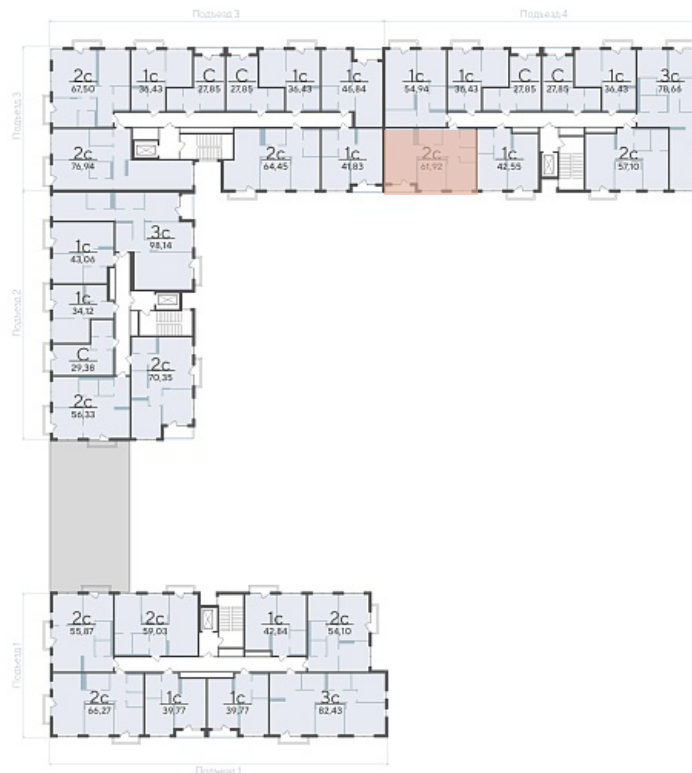 Подъезд 3
Подъезд 4
Подъезд 3
2с
67,50
1с
36,43
С
27,85
С
27,85
1с
36,43
1с
46,84
1с
54,94
1с
36,43
С
27,85
С
27,85
1с
36,43
3с
78,66
2с
76,94
2с
64,45
1с
41,83
2с
61,92
1с
42,55
2с
57,10
Подъезд 2
3с
98,14
1с
43,06
1с
34,12
С
29,38
2с
70,35
2с
56,33
Подъезд 1
2с
55,87
2с
59,03
1с
42,84
2с
54,10
2с
66,27
1с
39,77
1с
39,77
3с
82,43
Подъезд 1